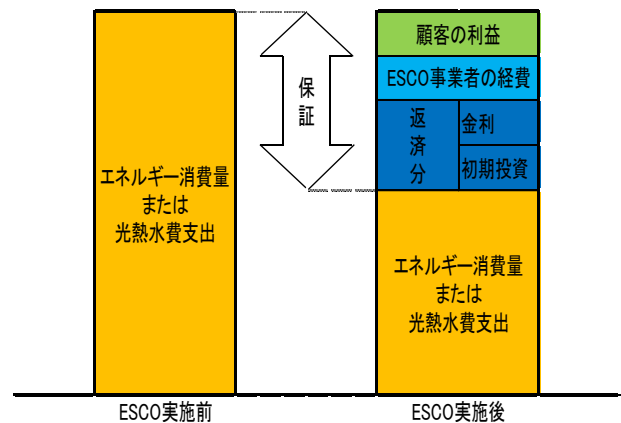 エネルギー消費量
または
光熱水費支出
保
証
顧客の利益
ESCO事業者の経費
返
済
分
金利
初期投資
エネルギー消費量
または
光熱水費支出
ESCO実施前
ESCO実施後